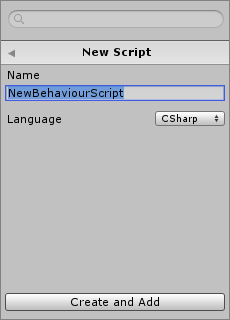 New Script
Name
NewBehaviourScript
Language CSharp
Create and Add